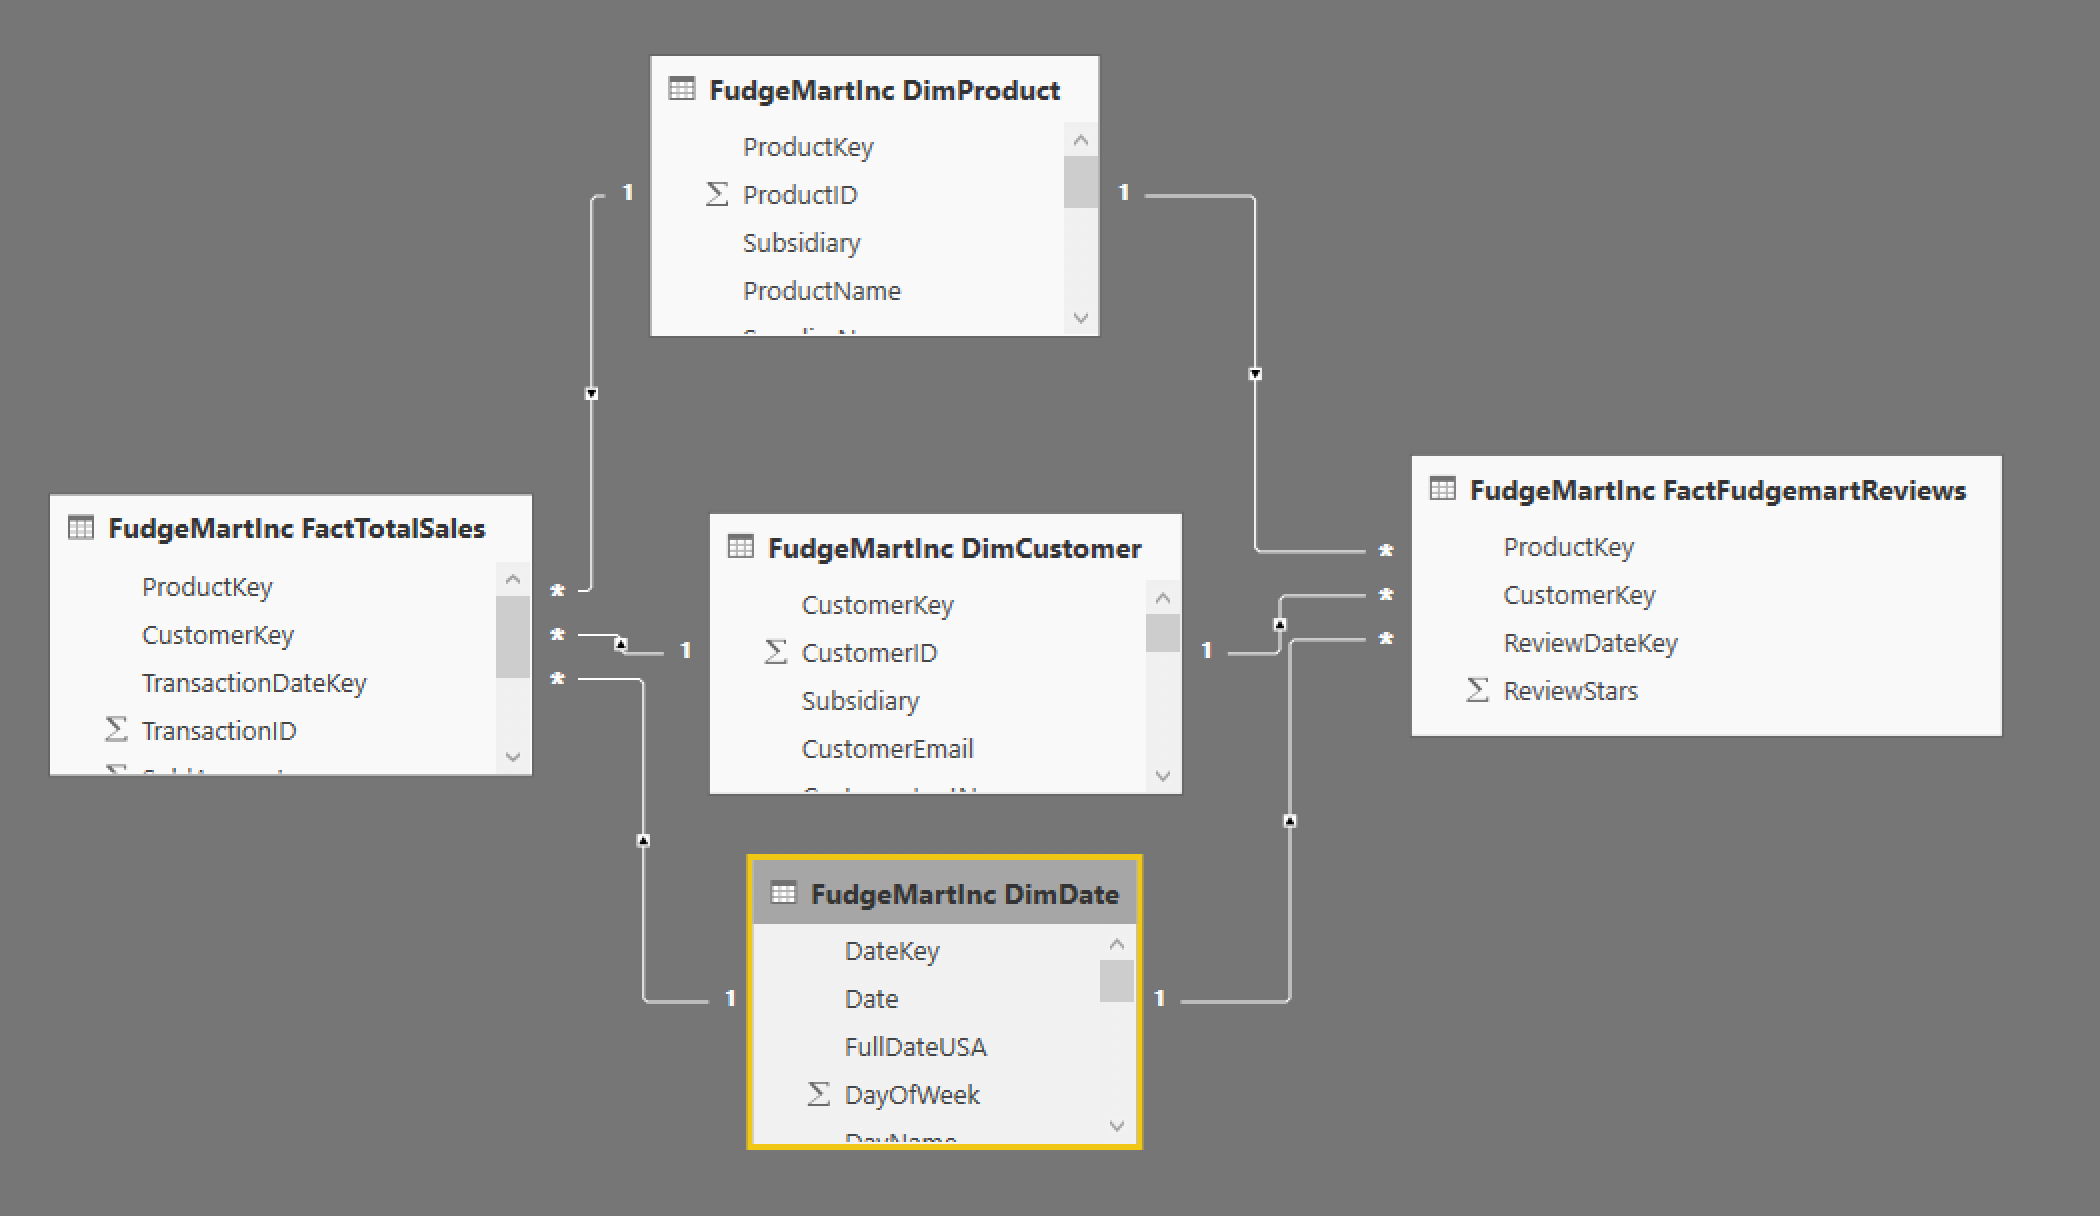 FudgeMartInc DimProduct
ProductKey
ProductID
Subsidiary
ProductName
1
1
FudgeMartInc FactTotalSales
ProductKey
CustomerKey
TransactionDateKey
TransactionID
*
*
*
FudgeMartInc DimCustomer
CustomerKey
CustomerID
Subsidiary
CustomerEmail
1
1
FudgeMartInc FactFudgemartReviews
ProductKey
CustomerKey
ReviewDateKey
ReviewStars
*
*
*
FudgeMartInc DimDate
DateKey
Date
FullDateUSA
DayOfWeek
1
1